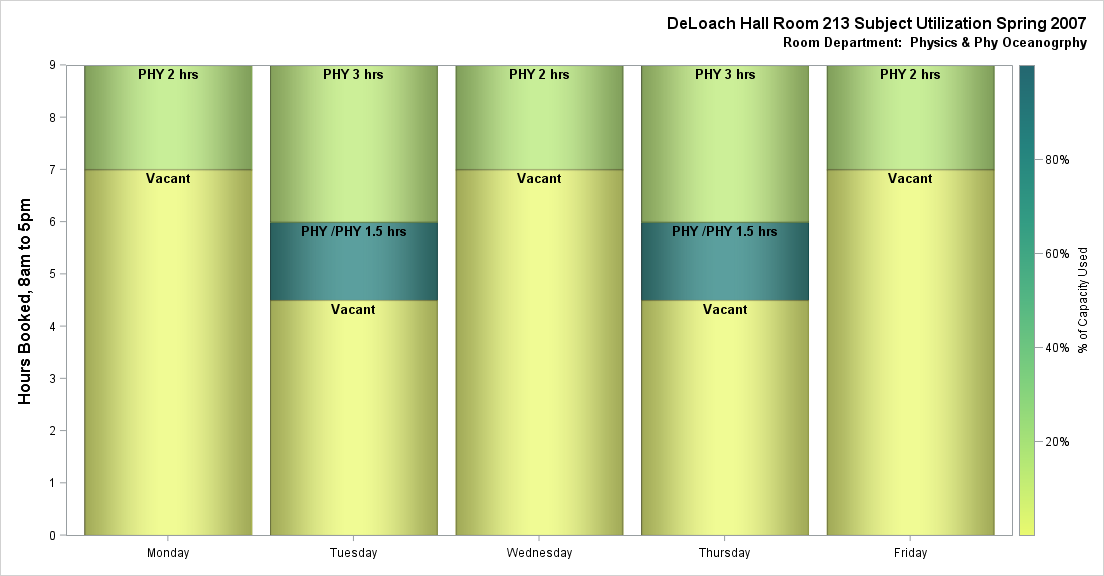 DeLoach Hall Room 213 Subject Utilization Spring 2007
Room Department:  Physics & Phy Oceanogrphy
Hours Booked, 8am to 5pm
9
8
7
6
5
4
3
2
1
0
PHY 2 hrs
Vacant
PHY 3 hrs
PHY /PHY 1.5 hrs
Vacant
PHY 2 hrs
Vacant
PHY 3 hrs
PHY /PHY 1.5 hrs
Vacant
PHY 2 hrs
Vacant
Monday
Tuesday
Wednesday
Thursday
Friday
80%
60%
40%
20%
% of Capacity Used